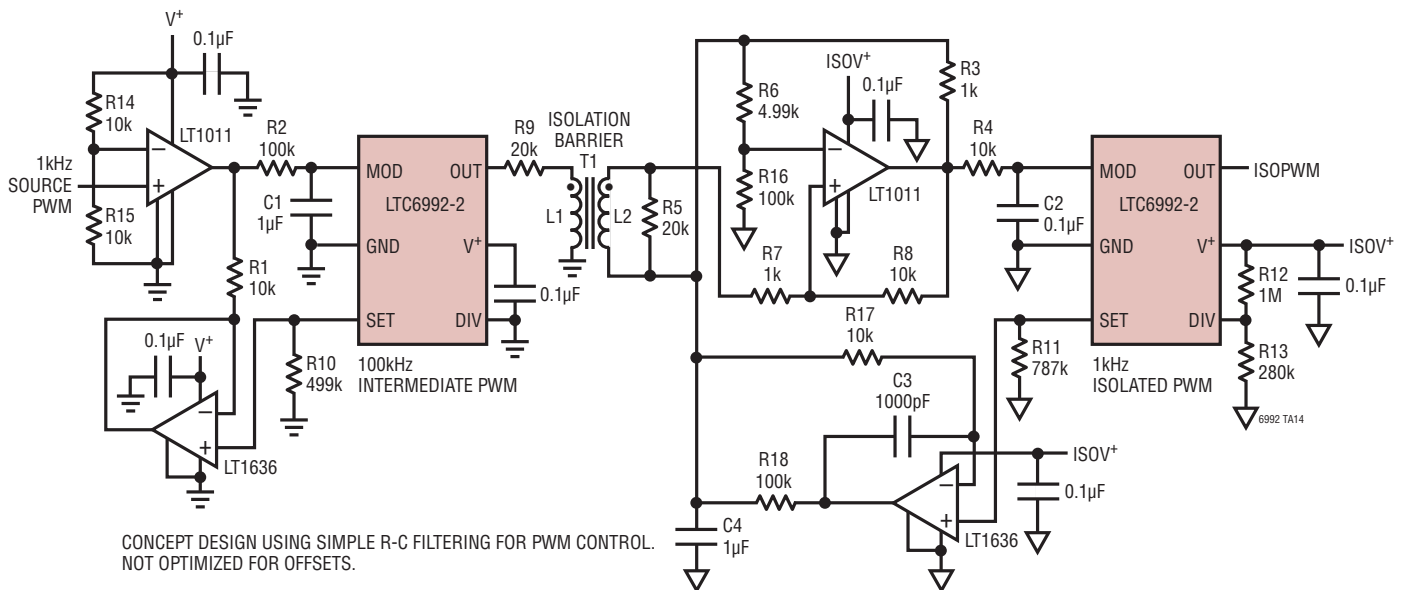 V+
0.1µF
R14
10k
LT1011
R2
100k
1kHz
SOURCE
PWM
R15
10k
C1
1µF
R1
10k
MOD
OUT
LTC6992-2
GND
V+
SET
DIV
100kHz
INTERMEDIATE PWM
0.1µF
R9
20k
ISOLATION
BARRIER
T1
L1
L2
R5
20k
0.1µF
V+
LT1636
R10
499k
R6
4.99k
R16
100k
ISOV+
0.1µF
LT1011
R3
1k
R4
10k
R7
1k
R8
10k
R17
10k
C3
1000pF
R18
100k
C4
1µF
LT1636
ISOV+
0.1µF
C2
0.1µF
MOD
OUT
ISOPWM
LTC6992-2
GND
V+
ISOV+
SET
DIV
R11
787k
1kHz
ISOLATED PWM
R12
1M
0.1µF
R13
280k
6992 TA14
CONCEPT DESIGN USING SIMPLE R-C FILTERING FOR PWM CONTROL.
NOT OPTIMIZED FOR OFFSETS.